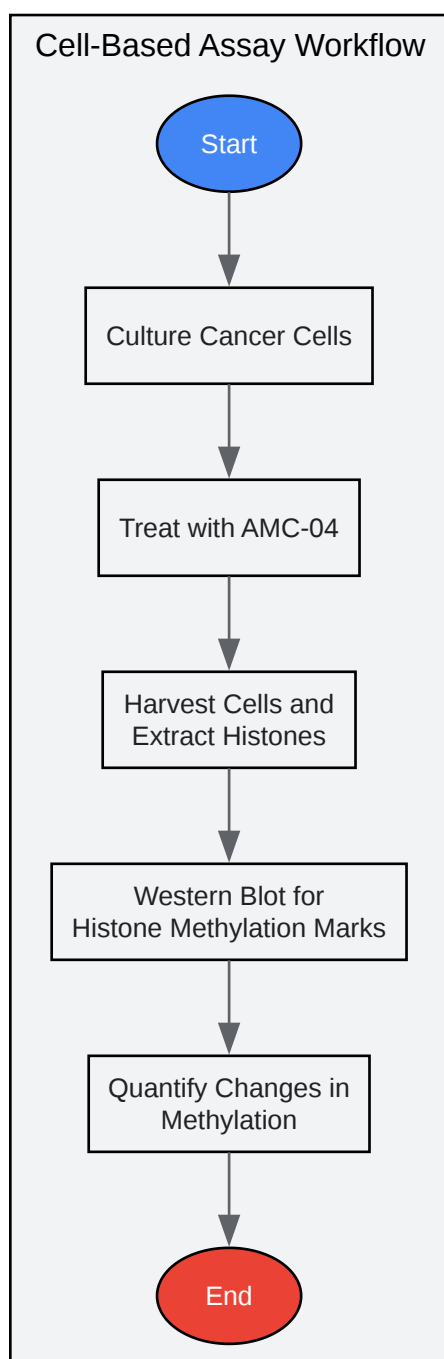 Cell-Based Assay Workflow
Start
Culture Cancer Cells
Treat with AMC-04
Harvest Cells and
Extract Histones
Western Blot for
Histone Methylation Marks
Quantify Changes in
Methylation
End